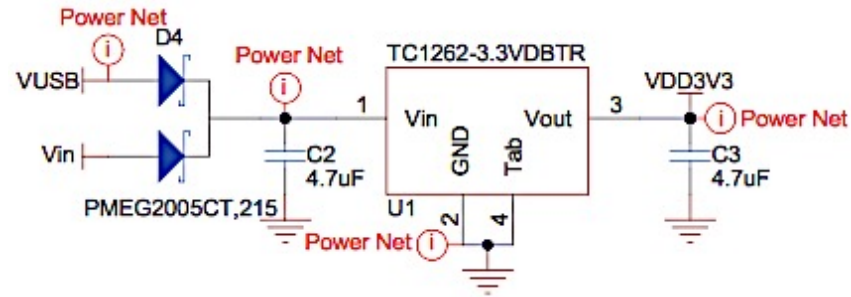 Power Net
D4
i
VUSB
Power Net
i
TC1262-3.3VDBTR
VDD3V3
1
Vin
Vout
3
i Power Net
Vin
GND
Tab
C2
4.7uF
C3
4.7uF
PMEG2005CT,215
U1
2
4
Power Net i